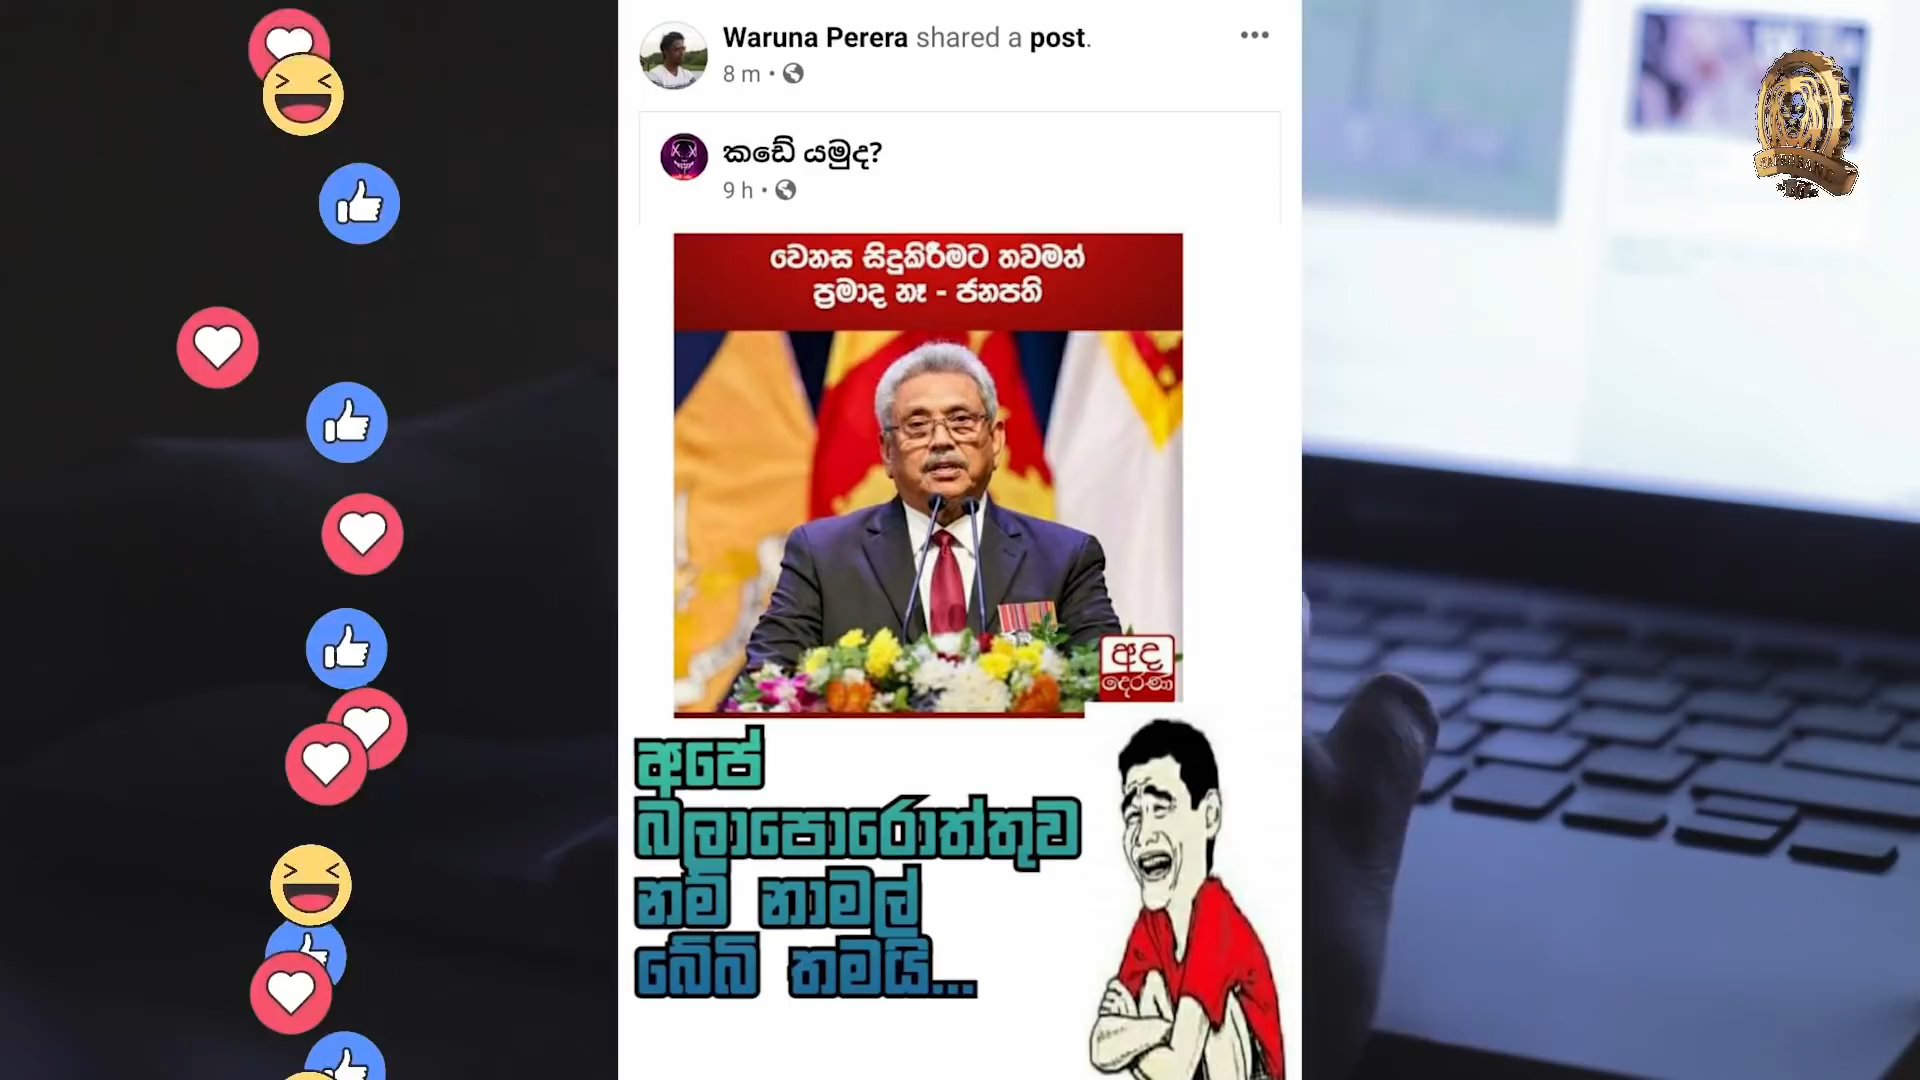 Waruna Perera shared a post.
8 m
කඩේ යමුද?
9 h
වෙනස සිදුකිරීමට තවමත්
ප්‍රමාද නෑ - ජනපති
අද
දෙරණ
අපේ
බලාපොරොත්තුව
නම් නාමල්
බේබි තමයි...